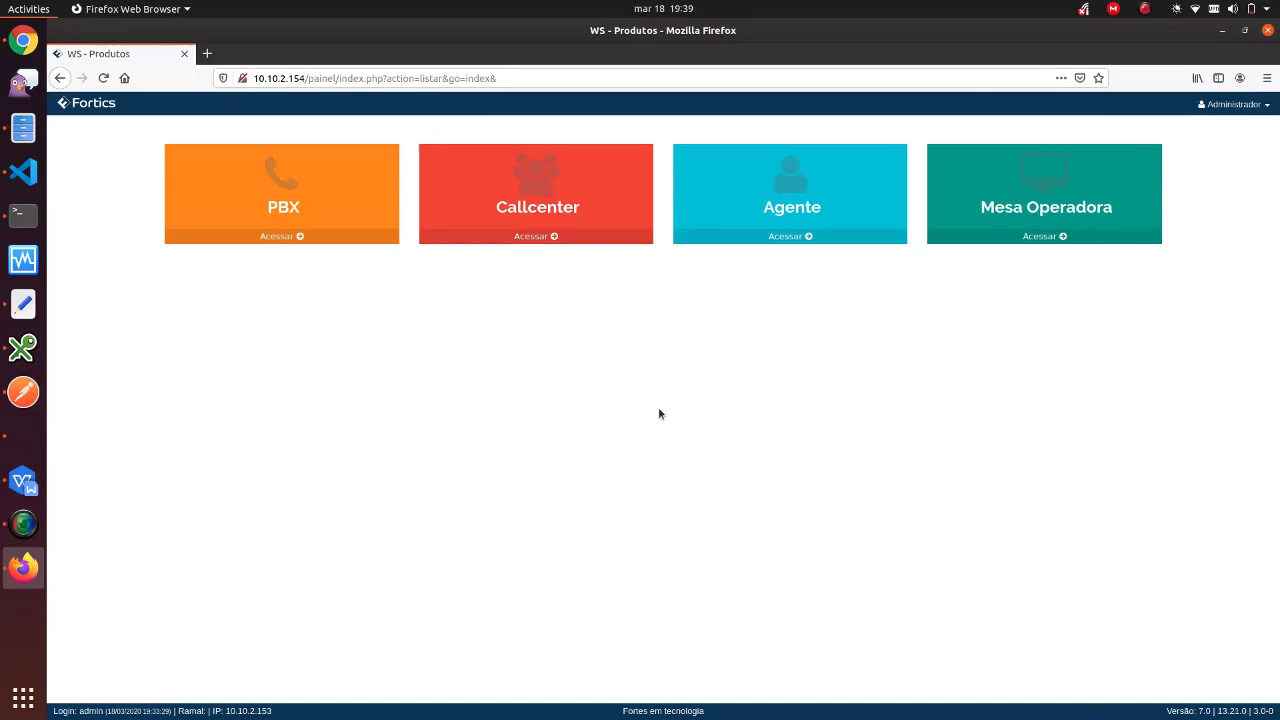 Activities
Firefox Web Browser
mar 18 19:39
WS - Produtos - Mozilla Firefox
WS - Produtos
10.10.2.154/painel/index.php?action=listar&go=index&
Fortics
Administrador
PBX
Acessar
Callcenter
Acessar
Agente
Acessar
Mesa Operadora
Acessar
Login: admin (18/03/2020 19:33:29) | Ramal: | IP: 10.10.2.153
Fortes em tecnologia
Versão: 7.0 | 13.21.0 | 3.0-0